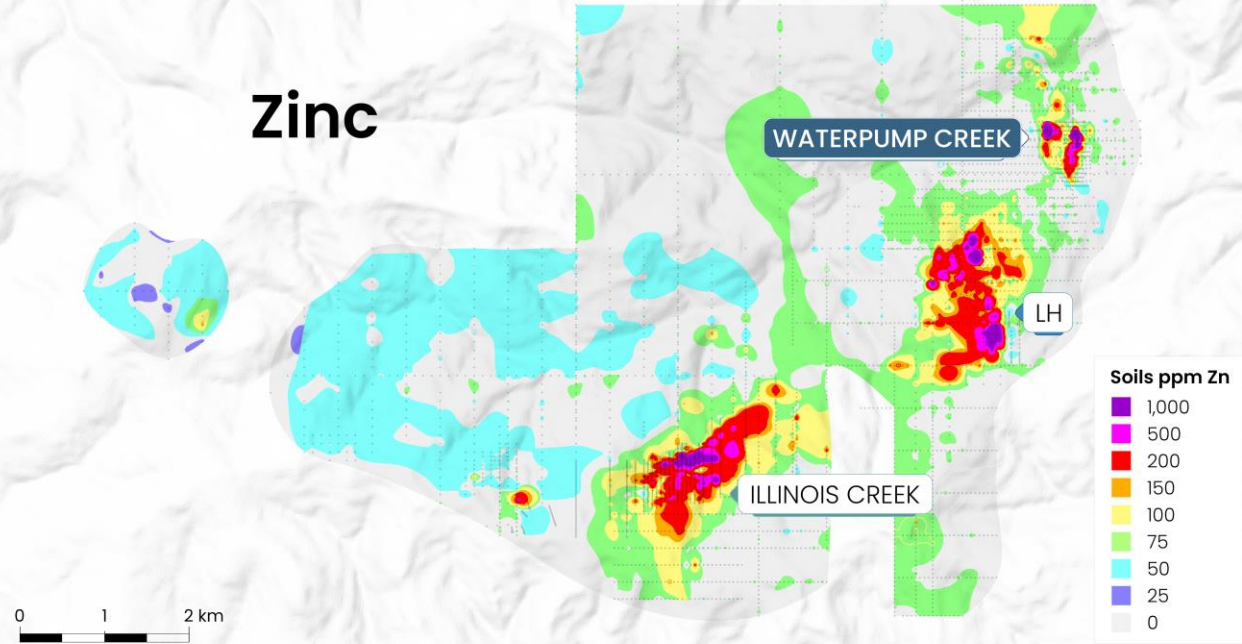 Zinc
WATERPUMP CREEK
LH
ILLINOIS CREEK
Soils ppm Zn
1,000
500
200
150
100
75
50
25
0
0 1 2 km